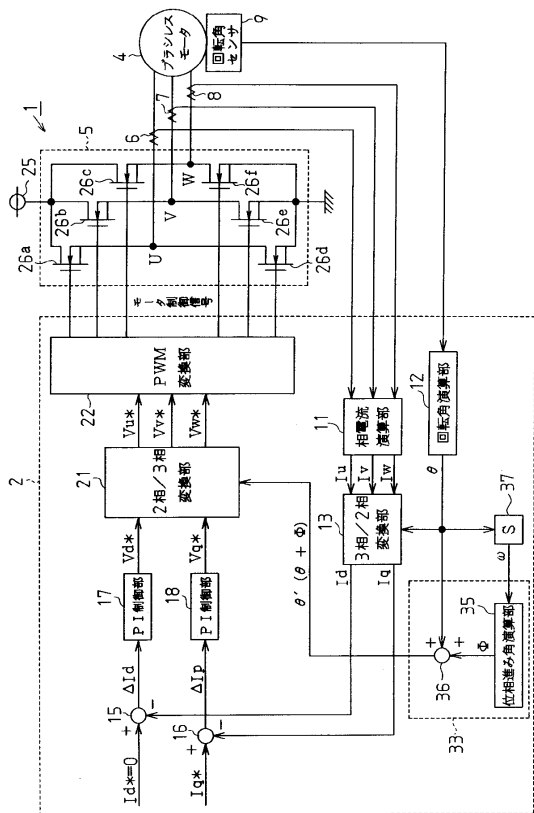 1
2
Id*=0
+
15
−
ΔId
17
PI制御部
Vd*
Iq*
+
16
−
ΔIp
18
PI制御部
Vq*
21
2相/3相
変換部
Vu*
Vv*
Vw*
22
PWM
変換部
モータ制御信号
25
5
26a
26b
26c
26d
26e
26f
U
V
W
6
7
8
4
ブラシレス
モータ
9
回転角
センサ
11
相電流
演算部
Iu
Iv
Iw
13
3相/2相
変換部
Id
Iq
12
回転角演算部
θ
θ′(θ+Φ)
37
S
ω
33
35
位相進み角演算部
Φ
36
+
+